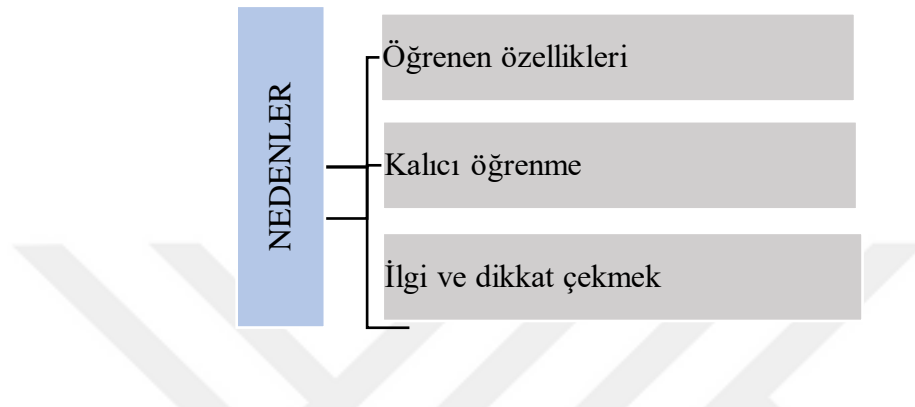 NEDENLER
Öğrenen özellikleri
Kalıcı öğrenme
İlgi ve dikkat çekmek